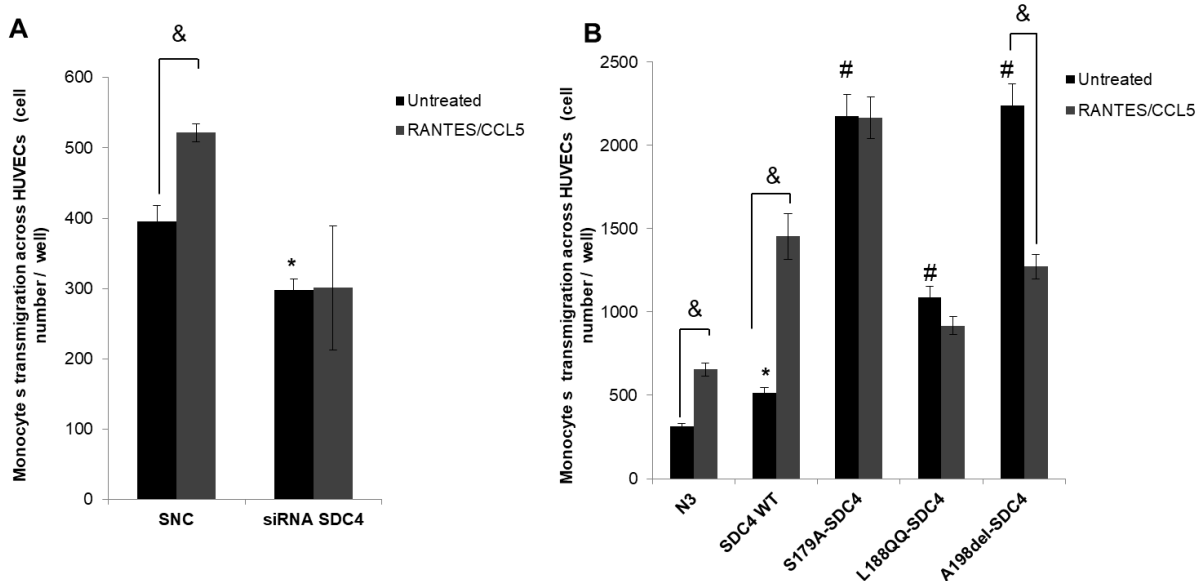 A
&
600
500
400
300
200
100
0
Monocyte s transmigration across HUVECs (cell
number / well)
*
SNC
siRNA SDC4
Untreated
RANTES/CCL5
B
&
2500
2000
1500
1000
500
0
Monocyte s transmigration across HUVECs (cell
number / well)
#
#
&
#
&
*
N3
SDC4 WT
S179A-SDC4
L188QQ-SDC4
A198del-SDC4
Untreated
RANTES/CCL5